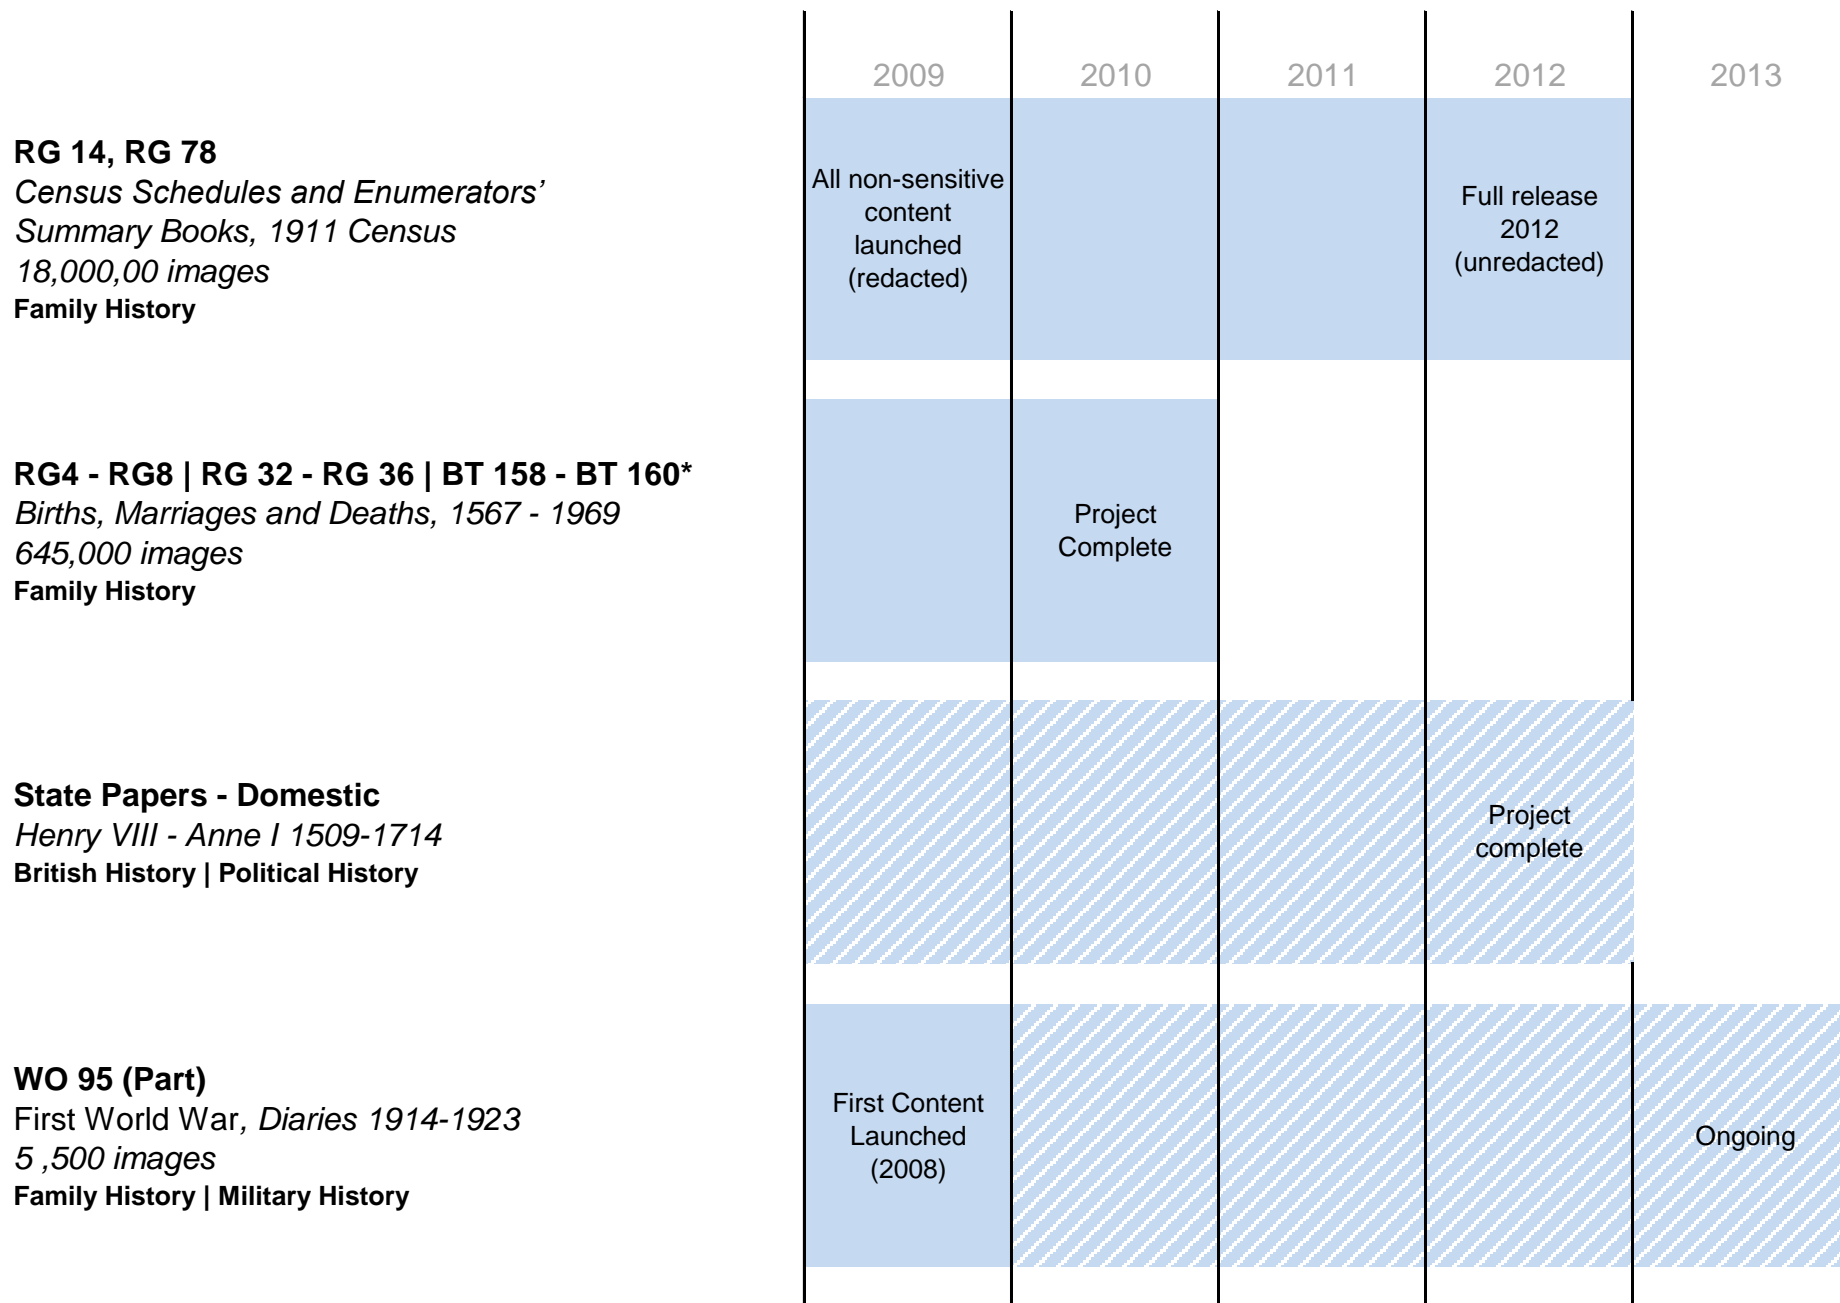 2009 2010 2011 2012 2013
RG 14, RG 78
Census Schedules and Enumerators’
Summary Books, 1911 Census
18,000,00 images
Family History
All non-sensitive
content
launched
(redacted)
Full release
2012
(unredacted)
RG4 - RG8 | RG 32 - RG 36 | BT 158 - BT 160*
Births, Marriages and Deaths, 1567 - 1969
645,000 images
Family History
Project
Complete
State Papers - Domestic
Henry VIII - Anne I 1509-1714
British History | Political History
Project
complete
WO 95 (Part)
First World War, Diaries 1914-1923
5 ,500 images
Family History | Military History
First Content
Launched
(2008)
Ongoing